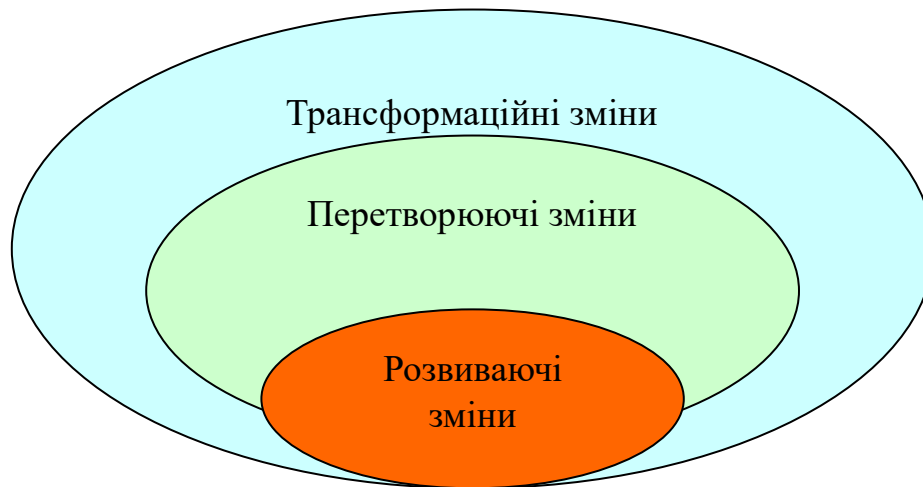 Трансформаційні зміни
Перетворюючі зміни
Розвиваючі
зміни